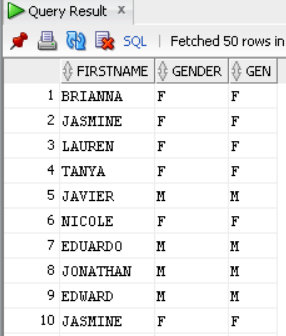 Query Result x
SQL | Fetched 50 rows in
FIRSTNAME GENDER GEN
1 BRIANNA F F
2 JASMINE F F
3 LAUREN F F
4 TANYA F F
5 JAVIER M M
6 NICOLE F F
7 EDUARDO M M
8 JONATHAN M M
9 EDWARD M M
10 JASMINE F F